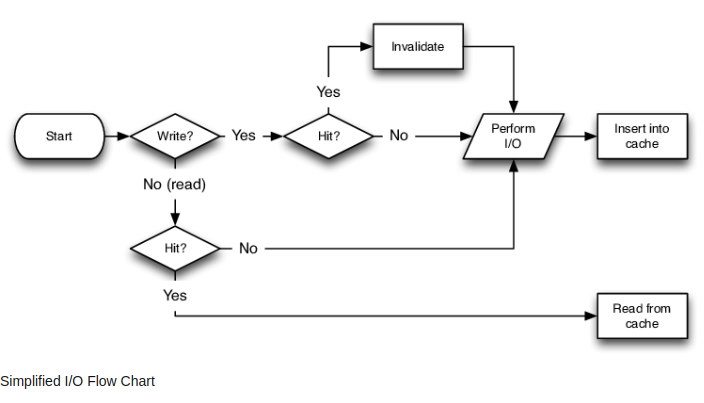 Invalidate
Yes
Start
Write?
Yes
Hit?
No
Perform
I/O
Insert into
cache
No (read)
Hit?
No
Yes
Read from
cache
Simplified I/O Flow Chart